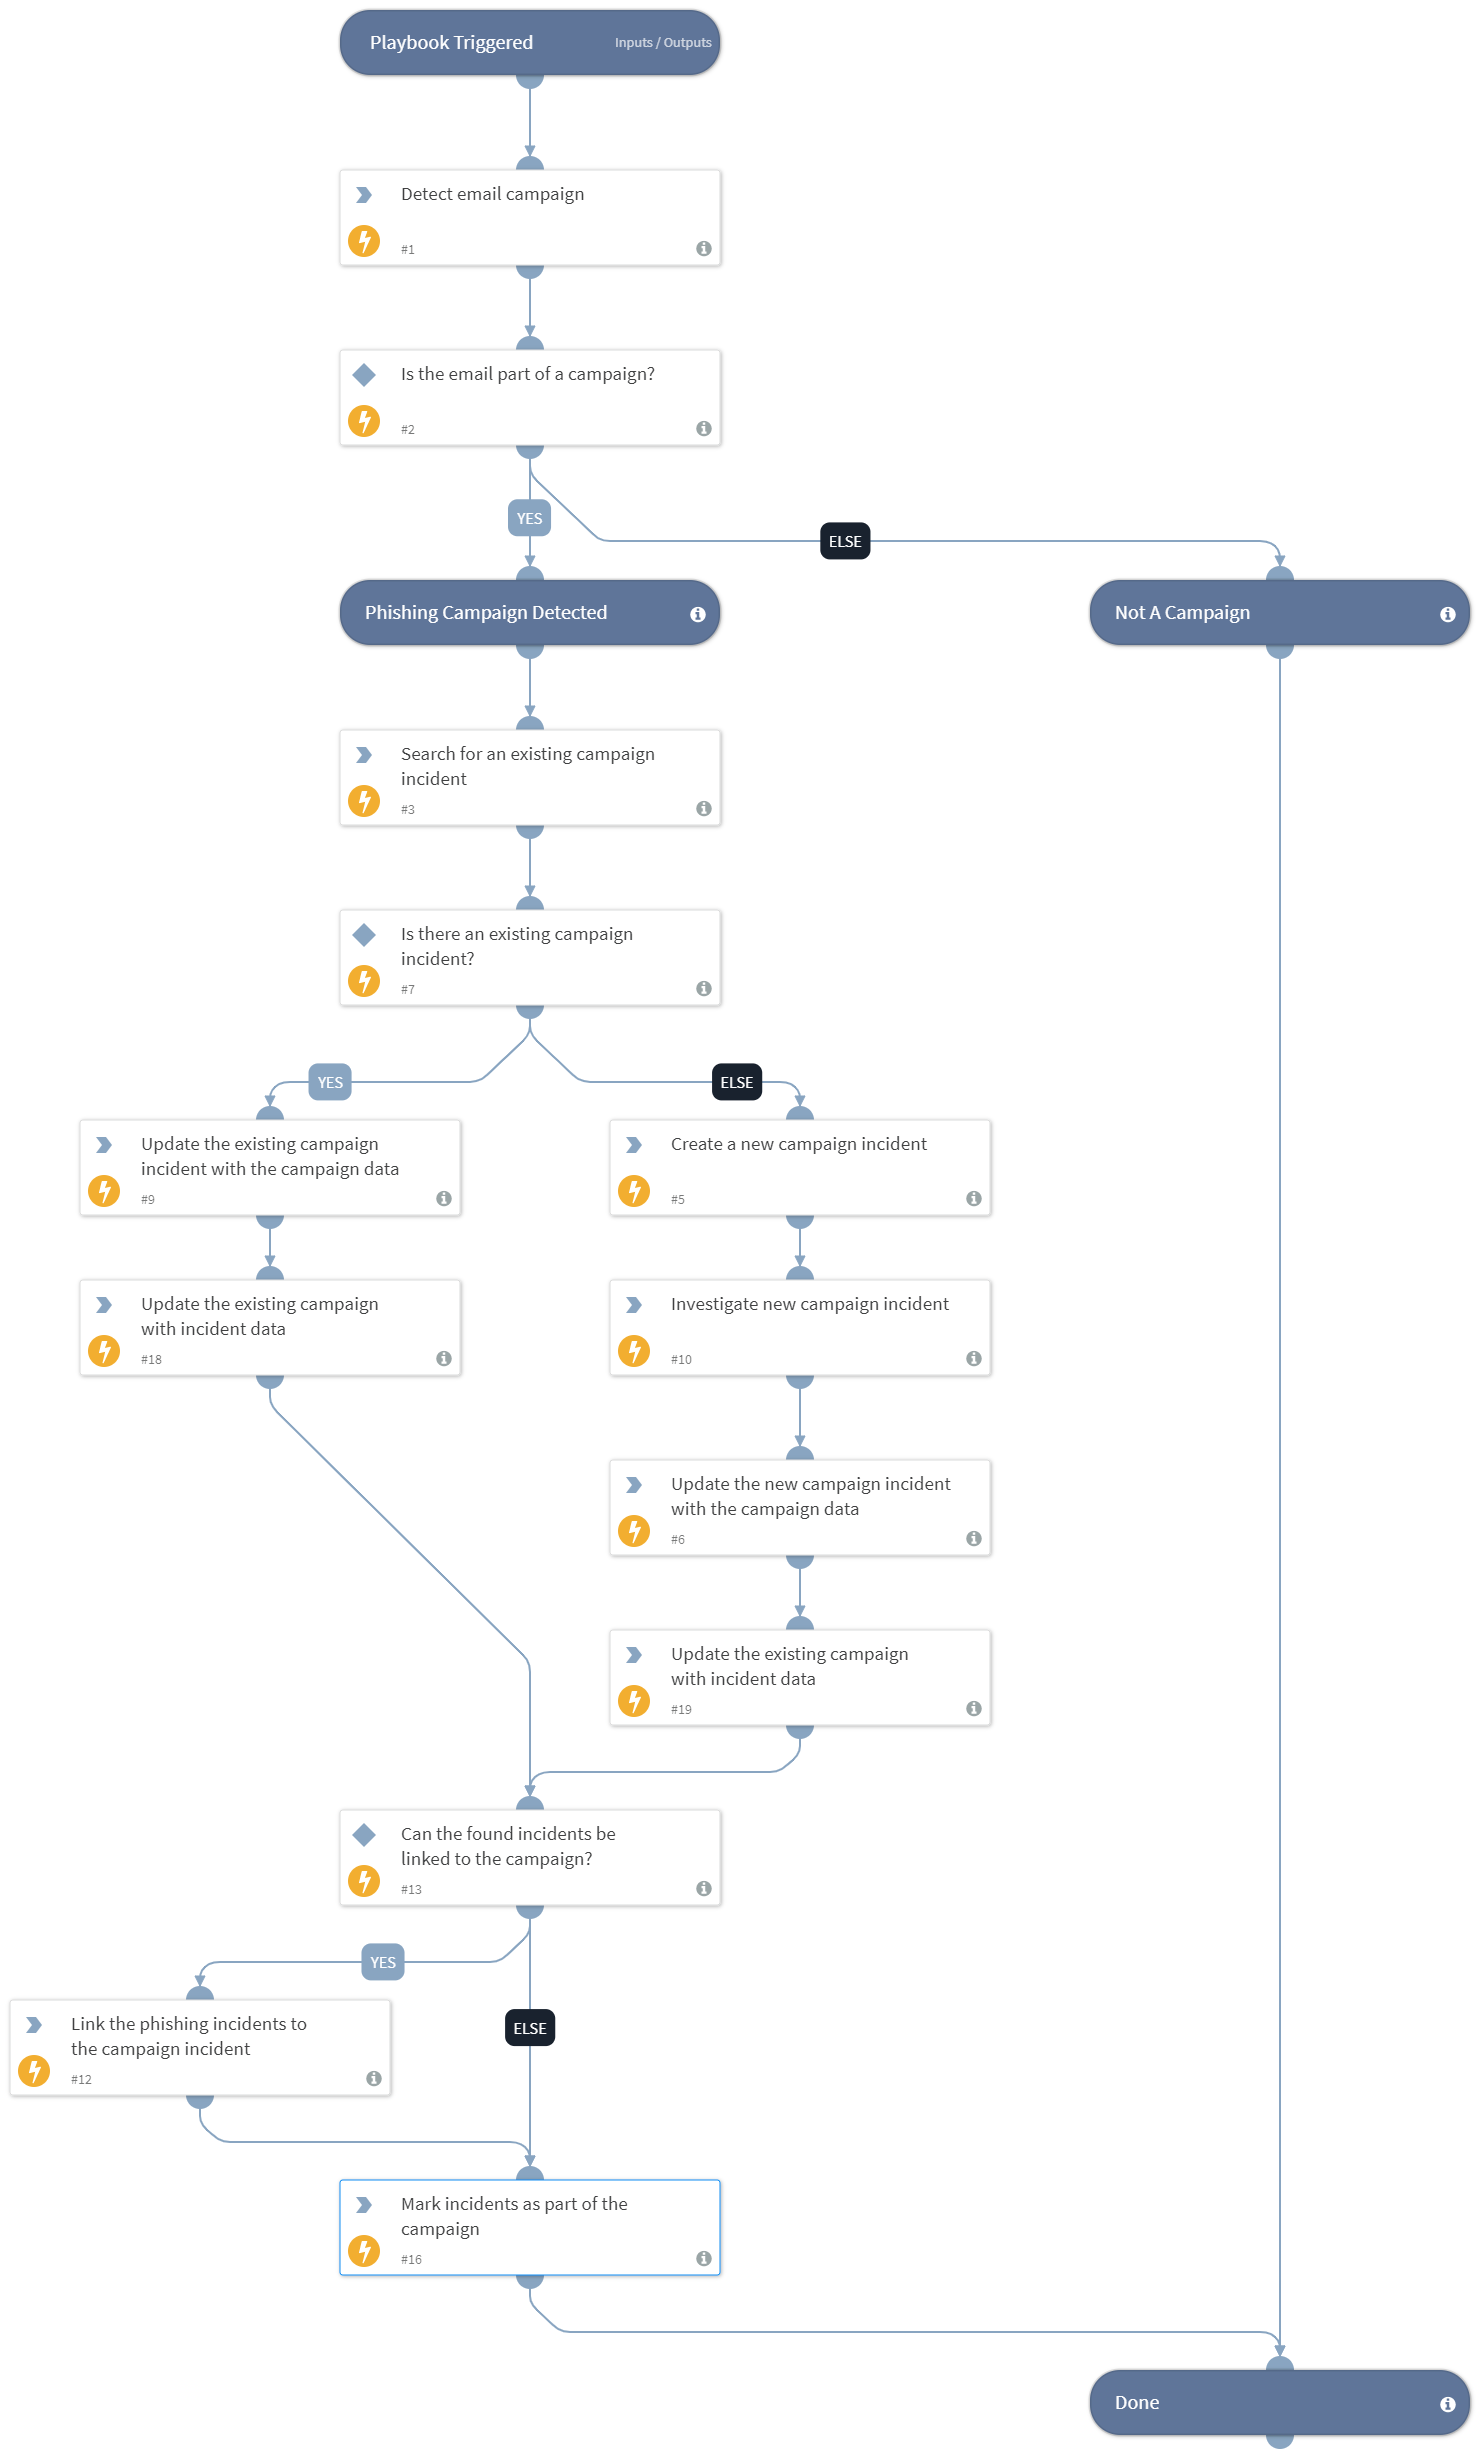 Playbook Triggered
Inputs / Outputs
Detect email campaign
#1
Is the email part of a campaign?
#2
YES
ELSE
Phishing Campaign Detected
Not A Campaign
Search for an existing campaign
incident
#3
Is there an existing campaign
incident?
#7
YES
ELSE
Update the existing campaign
incident with the campaign data
#9
Create a new campaign incident
#5
Update the existing campaign
with incident data
#18
Investigate new campaign incident
#10
Update the new campaign incident
with the campaign data
#6
Update the existing campaign
with incident data
#19
Can the found incidents be
linked to the campaign?
#13
YES
ELSE
Link the phishing incidents to
the campaign incident
#12
Mark incidents as part of the
campaign
#16
Done